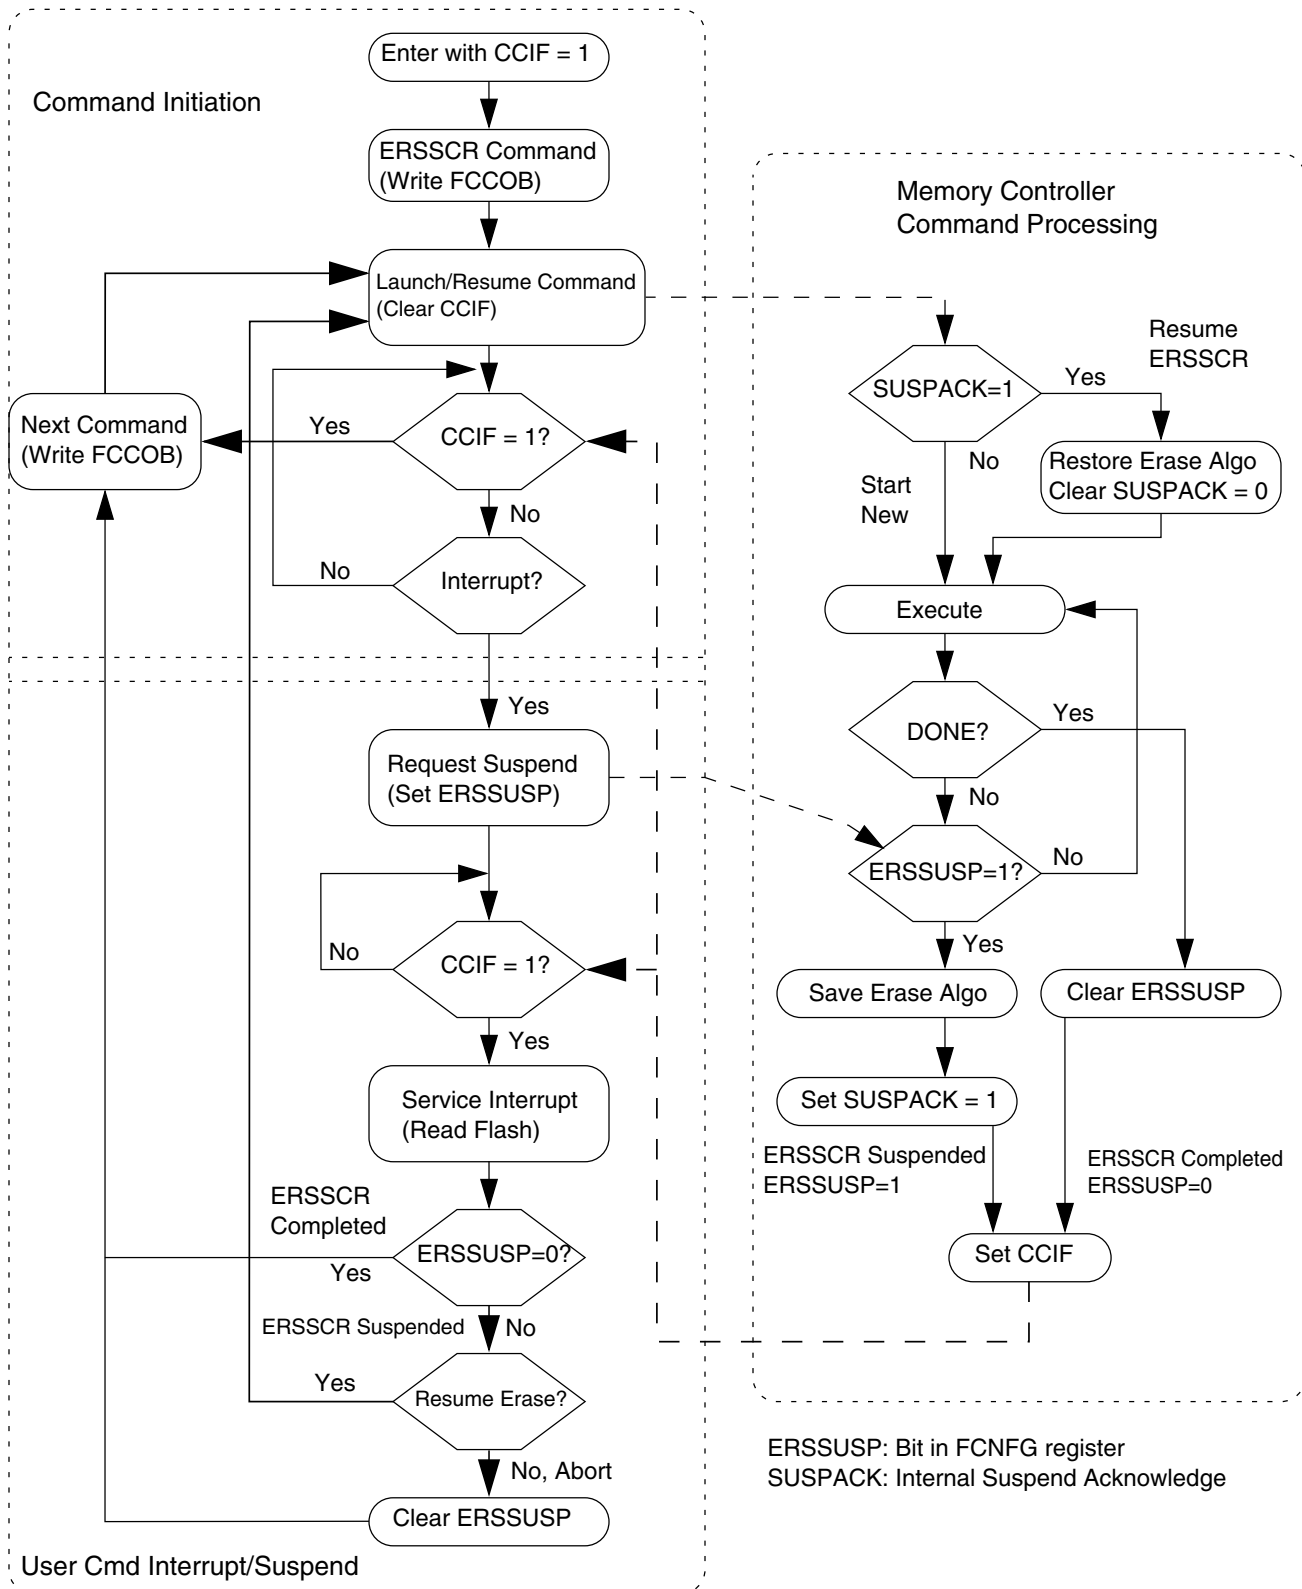 Enter with CCIF = 1
Command Initiation
ERSSCR Command
(Write FCCOB)
Launch/Resume Command
(Clear CCIF)
Next Command
(Write FCCOB)
Yes
CCIF = 1?
No
No
Interrupt?
Yes
Request Suspend
(Set ERSSUSP)
No
CCIF = 1?
Yes
Service Interrupt
(Read Flash)
ERSSCR
Completed
ERSSUSP=0?
Yes
ERSSCR Suspended
No
Yes
Resume Erase?
No, Abort
Clear ERSSUSP
User Cmd Interrupt/Suspend
Memory Controller
Command Processing
Resume
ERSSCR
SUSPACK=1
Yes
No
Start
New
Restore Erase Algo
Clear SUSPACK = 0
Execute
DONE?
Yes
No
ERSSUSP=1?
No
Yes
Save Erase Algo
Clear ERSSUSP
Set SUSPACK = 1
ERSSCR Suspended
ERSSUSP=1
ERSSCR Completed
ERSSUSP=0
Set CCIF
ERSSUSP: Bit in FCNFG register
SUSPACK: Internal Suspend Acknowledge